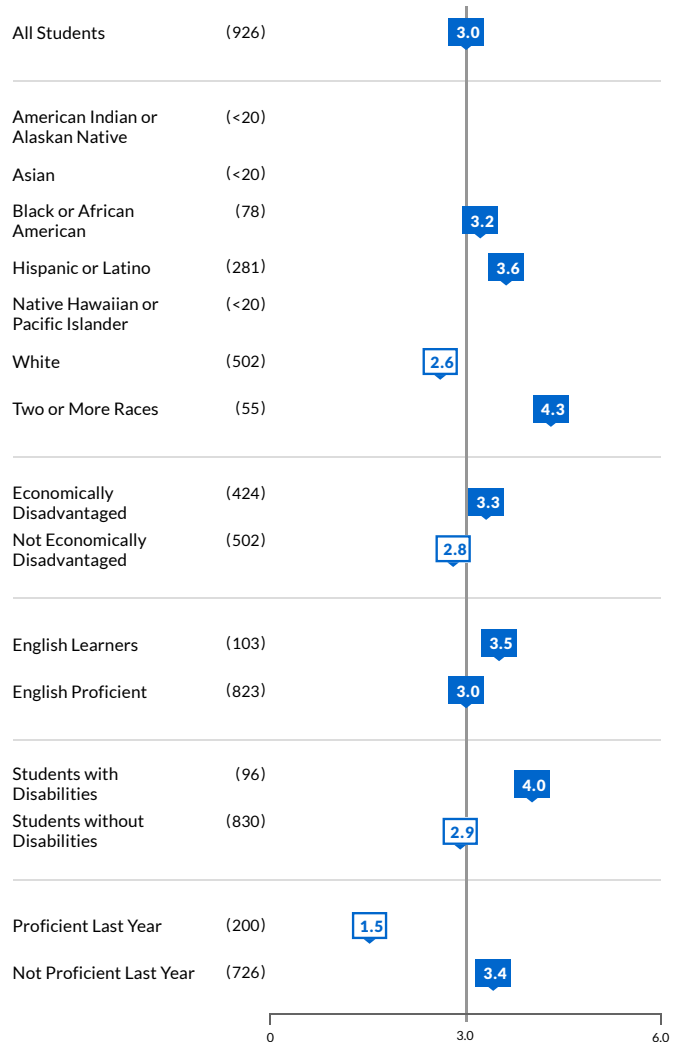 All Students (926) 3.0
American Indian or (<20)
Alaskan Native
Asian (<20)
Black or African (78) 3.2
American
Hispanic or Latino (281) 3.6
Native Hawaiian or (<20)
Pacific Islander
White (502) 2.6
Two or More Races (55) 4.3
Economically (424) 3.3
Disadvantaged
Not Economically (502) 2.8
Disadvantaged
English Learners (103) 3.5
English Proficient (823) 3.0
Students with (96) 4.0
Disabilities
Students without (830) 2.9
Disabilities
Proficient Last Year (200) 1.5
Not Proficient Last Year (726) 3.4
0 3.0 6.0